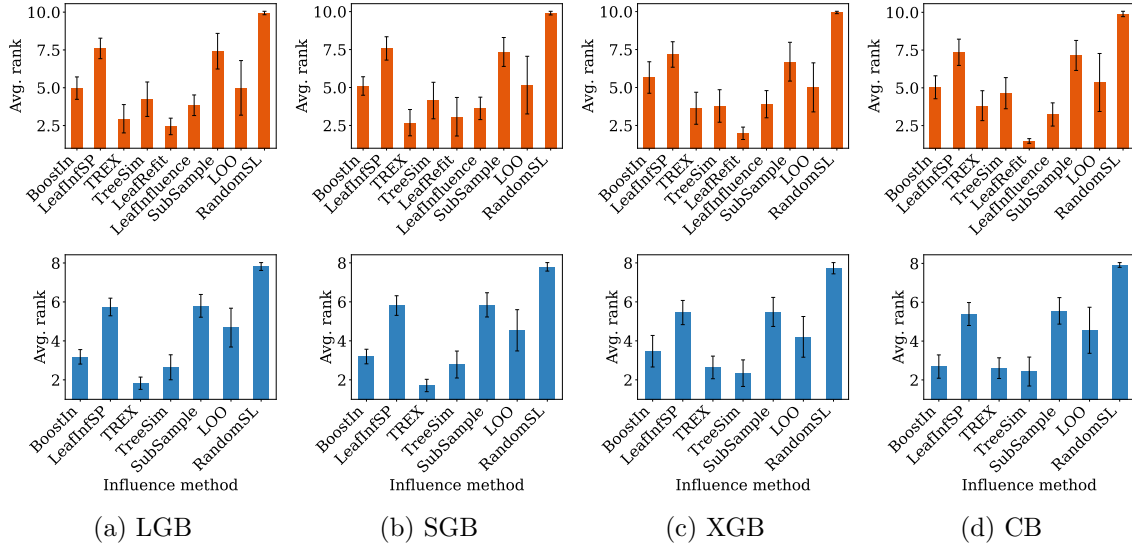 10.0
7.5
5.0
2.5
Avg. rank
BoostIn
LeafInfSP
TREX
TreeSim
LeafRefit
LeafInfluence
SubSample
LOO
RandomSL
10.0
7.5
5.0
2.5
Avg. rank
BoostIn
LeafInfSP
TREX
TreeSim
LeafRefit
LeafInfluence
SubSample
LOO
RandomSL
10.0
7.5
5.0
2.5
Avg. rank
BoostIn
LeafInfSP
TREX
TreeSim
LeafRefit
LeafInfluence
SubSample
LOO
RandomSL
10.0
7.5
5.0
2.5
Avg. rank
BoostIn
LeafInfSP
TREX
TreeSim
LeafRefit
LeafInfluence
SubSample
LOO
RandomSL
8
6
4
2
Avg. rank
BoostIn
LeafInfSP
TREX
TreeSim
SubSample
LOO
RandomSL
Influence method
8
6
4
2
Avg. rank
BoostIn
LeafInfSP
TREX
TreeSim
SubSample
LOO
RandomSL
Influence method
8
6
4
2
Avg. rank
BoostIn
LeafInfSP
TREX
TreeSim
SubSample
LOO
RandomSL
Influence method
8
6
4
2
Avg. rank
BoostIn
LeafInfSP
TREX
TreeSim
SubSample
LOO
RandomSL
Influence method
(a) LGB
(b) SGB
(c) XGB
(d) CB